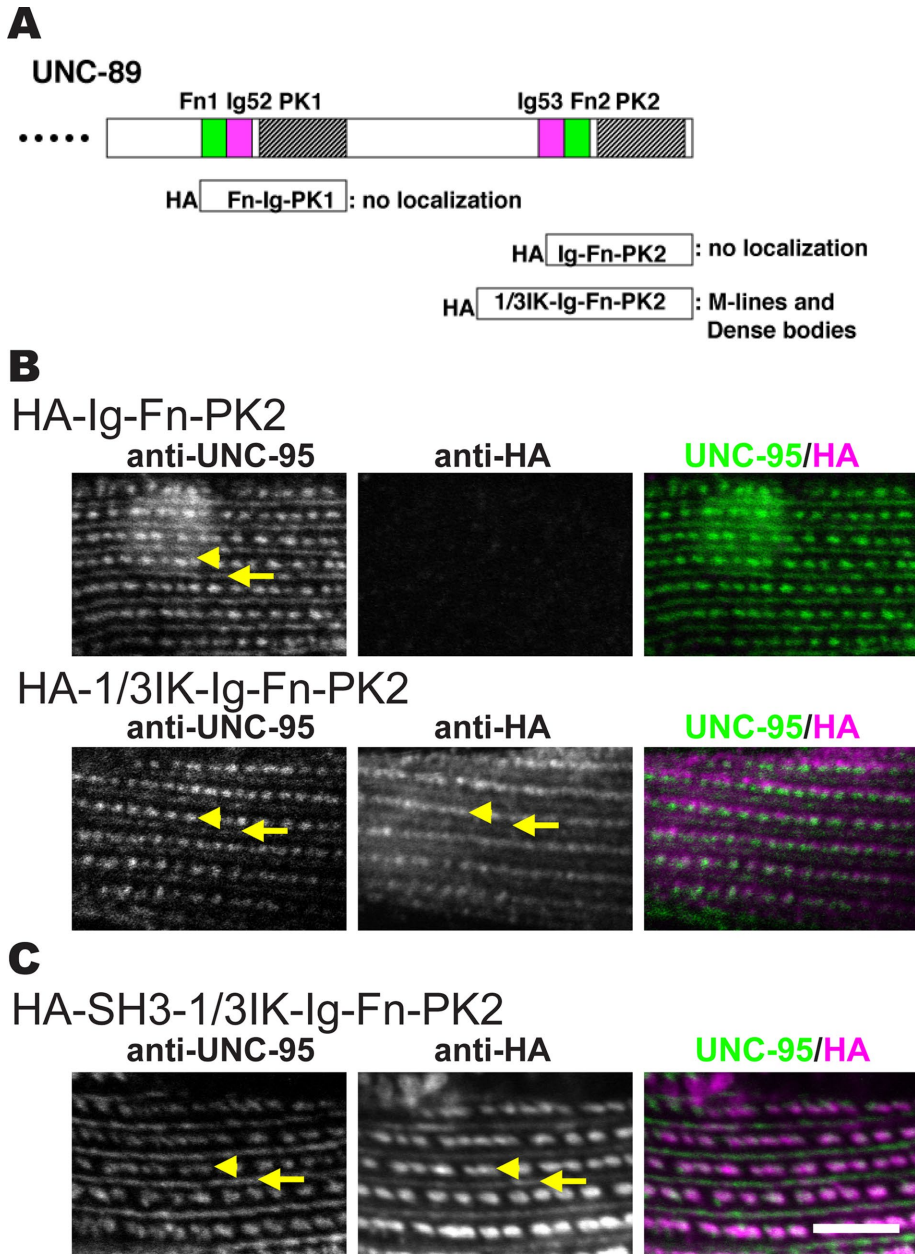 A
UNC-89
Fn1 Ig52 PK1 Ig53 Fn2 PK2
HA Fn-Ig-PK1 : no localization
HA Ig-Fn-PK2 : no localization
HA 1/3IK-Ig-Fn-PK2 : M-lines and
Dense bodies
B
HA-Ig-Fn-PK2
anti-UNC-95 anti-HA UNC-95/HA
HA-1/3IK-Ig-Fn-PK2
anti-UNC-95 anti-HA UNC-95/HA
C
HA-SH3-1/3IK-Ig-Fn-PK2
anti-UNC-95 anti-HA UNC-95/HA